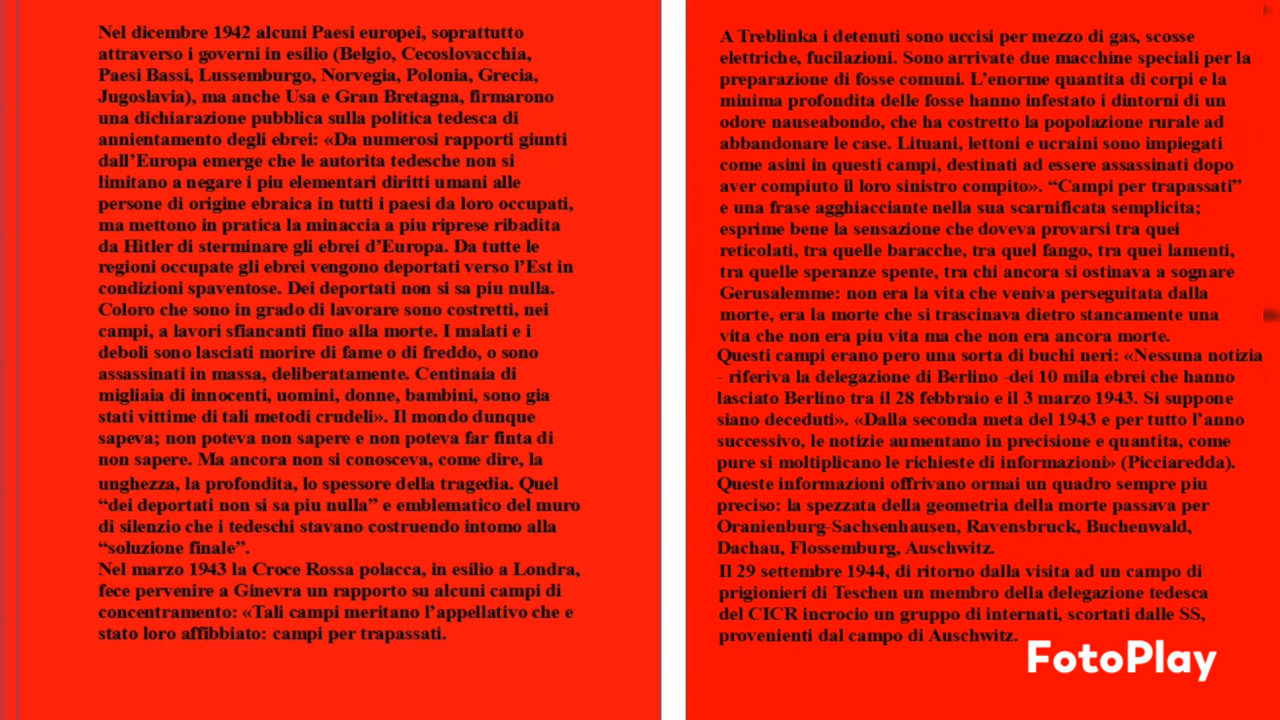 Nel dicembre 1942 alcuni Paesi europei, soprattutto
attraverso i governi in esilio (Belgio, Cecoslovacchia,
Paesi Bassi, Lussemburgo, Norvegia, Polonia, Grecia,
Jugoslavia), ma anche Usa e Gran Bretagna, firmarono
una dichiarazione pubblica sulla politica tedesca di
annientamento degli ebrei: «Da numerosi rapporti giunti
dall’Europa emerge che le autorita tedesche non si
limitano a negare i piu elementari diritti umani alle
persone di origine ebraica in tutti i paesi da loro occupati,
ma mettono in pratica la minaccia a piu riprese ribadita
da Hitler di sterminare gli ebrei d’Europa. Da tutte le
regioni occupate gli ebrei vengono deportati verso l’Est in
condizioni spaventose. Dei deportati non si sa piu nulla.
Coloro che sono in grado di lavorare sono costretti, nei
campi, a lavori sfiancanti fino alla morte. I malati e i
deboli sono lasciati morire di fame o di freddo, o sono
assassinati in massa, deliberatamente. Centinaia di
migliaia di innocenti, uomini, donne, bambini, sono gia
stati vittime di tali metodi crudeli». Il mondo dunque
sapeva; non poteva non sapere e non poteva far finta di
non sapere. Ma ancora non si conosceva, come dire, la
unghezza, la profondita, lo spessore della tragedia. Quel
“dei deportati non si sa piu nulla” e emblematico del muro
di silenzio che i tedeschi stavano costruendo intomo alla
“soluzione finale”.
Nel marzo 1943 la Croce Rossa polacca, in esilio a Londra,
fece pervenire a Ginevra un rapporto su alcuni campi di
concentramento: «Tali campi meritano l’appellativo che e
stato loro affibbiato: campi per trapassati.
A Treblinka i detenuti sono uccisi per mezzo di gas, scosse
elettriche, fucilazioni. Sono arrivate due macchine speciali per la
preparazione di fosse comuni. L’enorme quantita di corpi e la
minima profondita delle fosse hanno infestato i dintorni di un
odore nauseabondo, che ha costretto la popolazione rurale ad
abbandonare le case. Lituani, lettoni e ucraini sono impiegati
come asini in questi campi, destinati ad essere assassinati dopo
aver compiuto il loro sinistro compito». “Campi per trapassati”
e una frase agghiacciante nella sua scarnificata semplicita;
esprime bene la sensazione che doveva provarsi tra quei
reticolati, tra quelle baracche, tra quel fango, tra quei lamenti,
tra quelle speranze spente, tra chi ancora si ostinava a sognare
Gerusalemme: non era la vita che veniva perseguitata dalla
morte, era la morte che si trascinava dietro stancamente una
vita che non era piu vita ma che non era ancora morte.
Questi campi erano pero una sorta di buchi neri: «Nessuna notizia
- riferiva la delegazione di Berlino -dei 10 mila ebrei che hanno
lasciato Berlino tra il 28 febbraio e il 3 marzo 1943. Si suppone
siano deceduti». «Dalla seconda meta del 1943 e per tutto l’anno
successivo, le notizie aumentano in precisione e quantita, come
pure si moltiplicano le richieste di informazioni» (Picciaredda).
Queste informazioni offrivano ormai un quadro sempre piu
preciso: la spezzata della geometria della morte passava per
Oranienburg-Sachsenhausen, Ravensbruck, Buchenwald,
Dachau, Flossemburg, Auschwitz.
Il 29 settembre 1944, di ritorno dalla visita ad un campo di
prigionieri di Teschen un membro della delegazione tedesca
del CICR incrocio un gruppo di internati, scortati dalle SS,
provenienti dal campo di Auschwitz.
FotoPlay